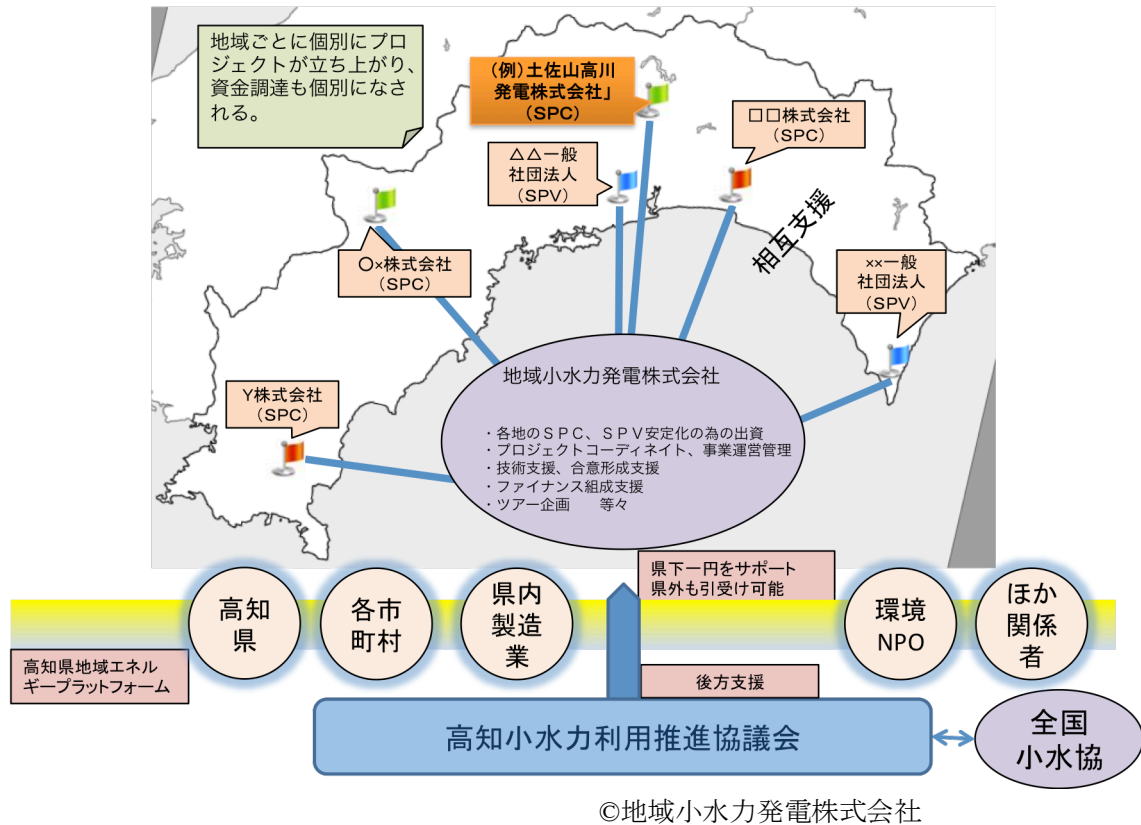 地域ごとに個別にプロ
ジェクトが立ち上がり、
資金調達も個別になさ
れる。
(例)土佐山高川
発電株式会社」
(SPC)
□□株式会社
(SPC)
△△一般
社団法人
(SPV)
相互支援
○×株式会社
(SPC)
××一般
社団法人
(SPV)
Y株式会社
(SPC)
地域小水力発電株式会社
・各地のSPC、SPV安定化の為の出資
・プロジェクトコーディネイト、事業運営管理
・技術支援、合意形成支援
・ファイナンス組成支援
・ツアー企画　等々
県下一円をサポート
県外も引受け可能
高知
県
各市
町村
県内
製造
業
環境
NPO
ほか
関係
者
高知県地域エネル
ギープラットフォーム
後方支援
高知小水力利用推進協議会
全国
小水協
©地域小水力発電株式会社